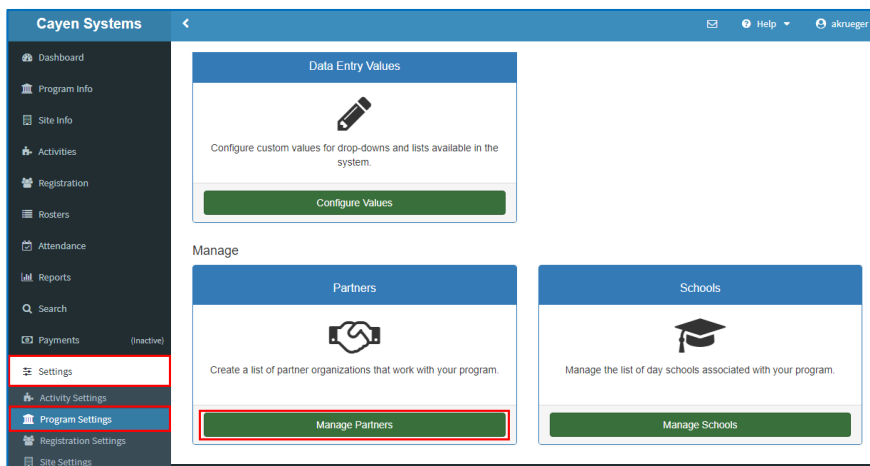 Cayen Systems
Help
akrueger
Dashboard
Program Info
Site Info
Activities
Registration
Rosters
Attendance
Reports
Search
Payments (Inactive)
Settings
Activity Settings
Program Settings
Registration Settings
Site Settings
Data Entry Values
Configure custom values for drop-downs and lists available in the
system.
Configure Values
Manage
Partners
Create a list of partner organizations that work with your program.
Manage Partners
Schools
Manage the list of day schools associated with your program.
Manage Schools